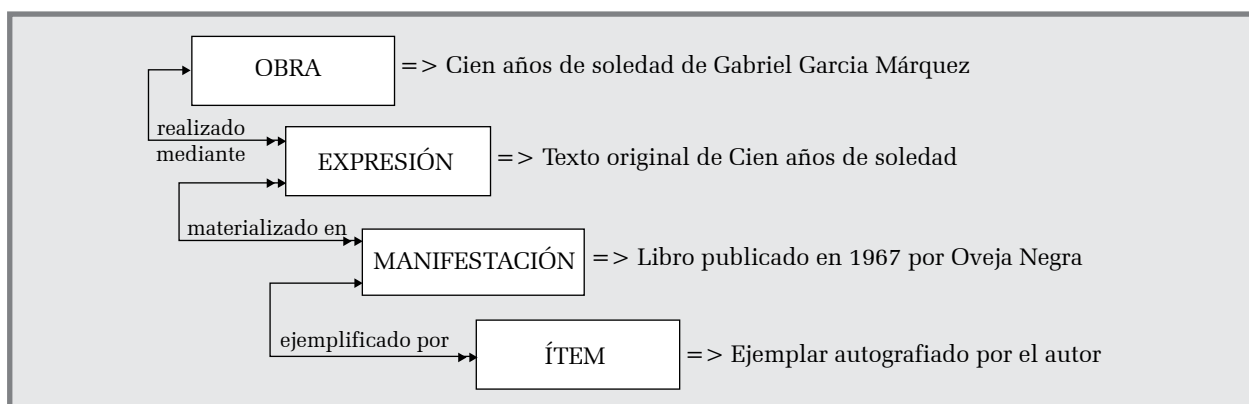 OBRA => Cien años de soledad de Gabriel Garcia Márquez
realizado
mediante
EXPRESIÓN => Texto original de Cien años de soledad
materializado en
MANIFESTACIÓN => Libro publicado en 1967 por Oveja Negra
ejemplificado por
ÍTEM => Ejemplar autografiado por el autor